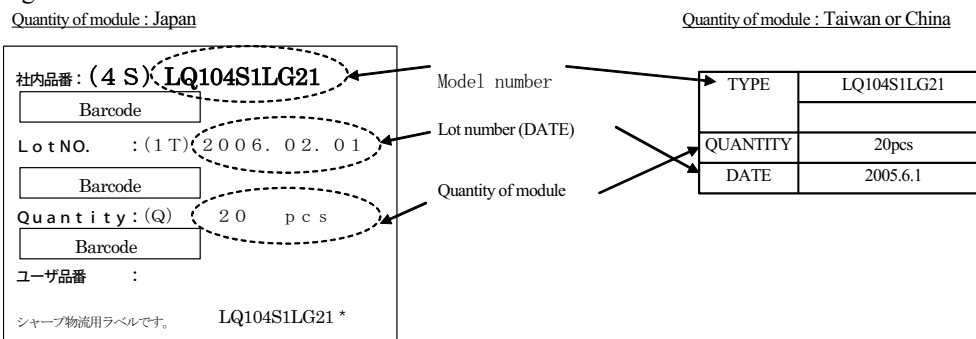 Quantity of module : Japan
Quantity of module : Taiwan or China
社内品番：(４Ｓ) LQ104S1LG21
Barcode
ＬｏｔＮＯ. ：(１Ｔ) ２００６．０２．０１
Barcode
Ｑｕａｎｔｉｔｙ：(Ｑ) ２０ ｐｃｓ
Barcode
ユーザ品番 ：
シャープ物流用ラベルです。 LQ104S1LG21 *
Model number
Lot number (DATE)
Quantity of module
TYPE LQ104S1LG21
QUANTITY 20pcs
DATE 2005.6.1